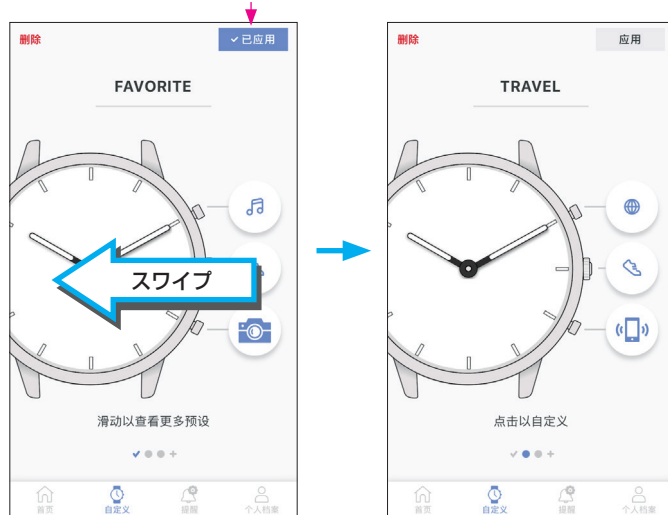 删除
已应用
FAVORITE
スワイプ
滑动以查看更多预设
首页
自定义
提醒
个人档案
删除
应用
TRAVEL
点击以自定义
首页
自定义
提醒
个人档案